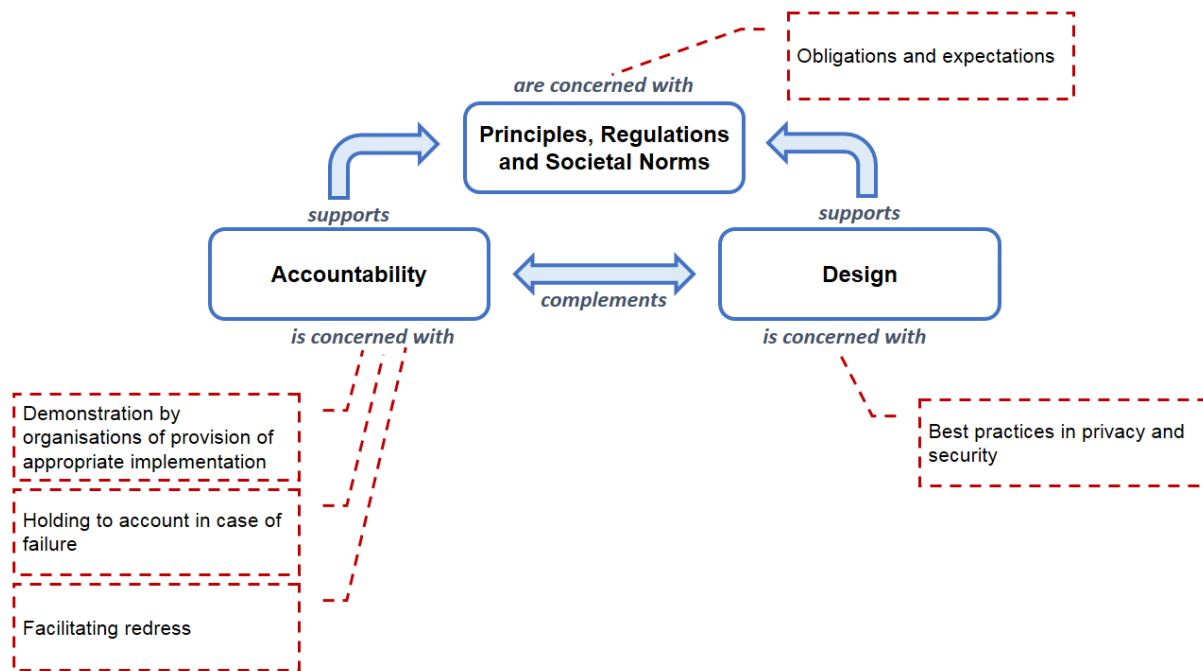 Obligations and expectations
are concerned with
Principles, Regulations
and Societal Norms
supports
supports
Accountability
Design
complements
is concerned with
is concerned with
Demonstration by
organisations of provision of
appropriate implementation
Best practices in privacy and
security
Holding to account in case of
failure
Facilitating redress